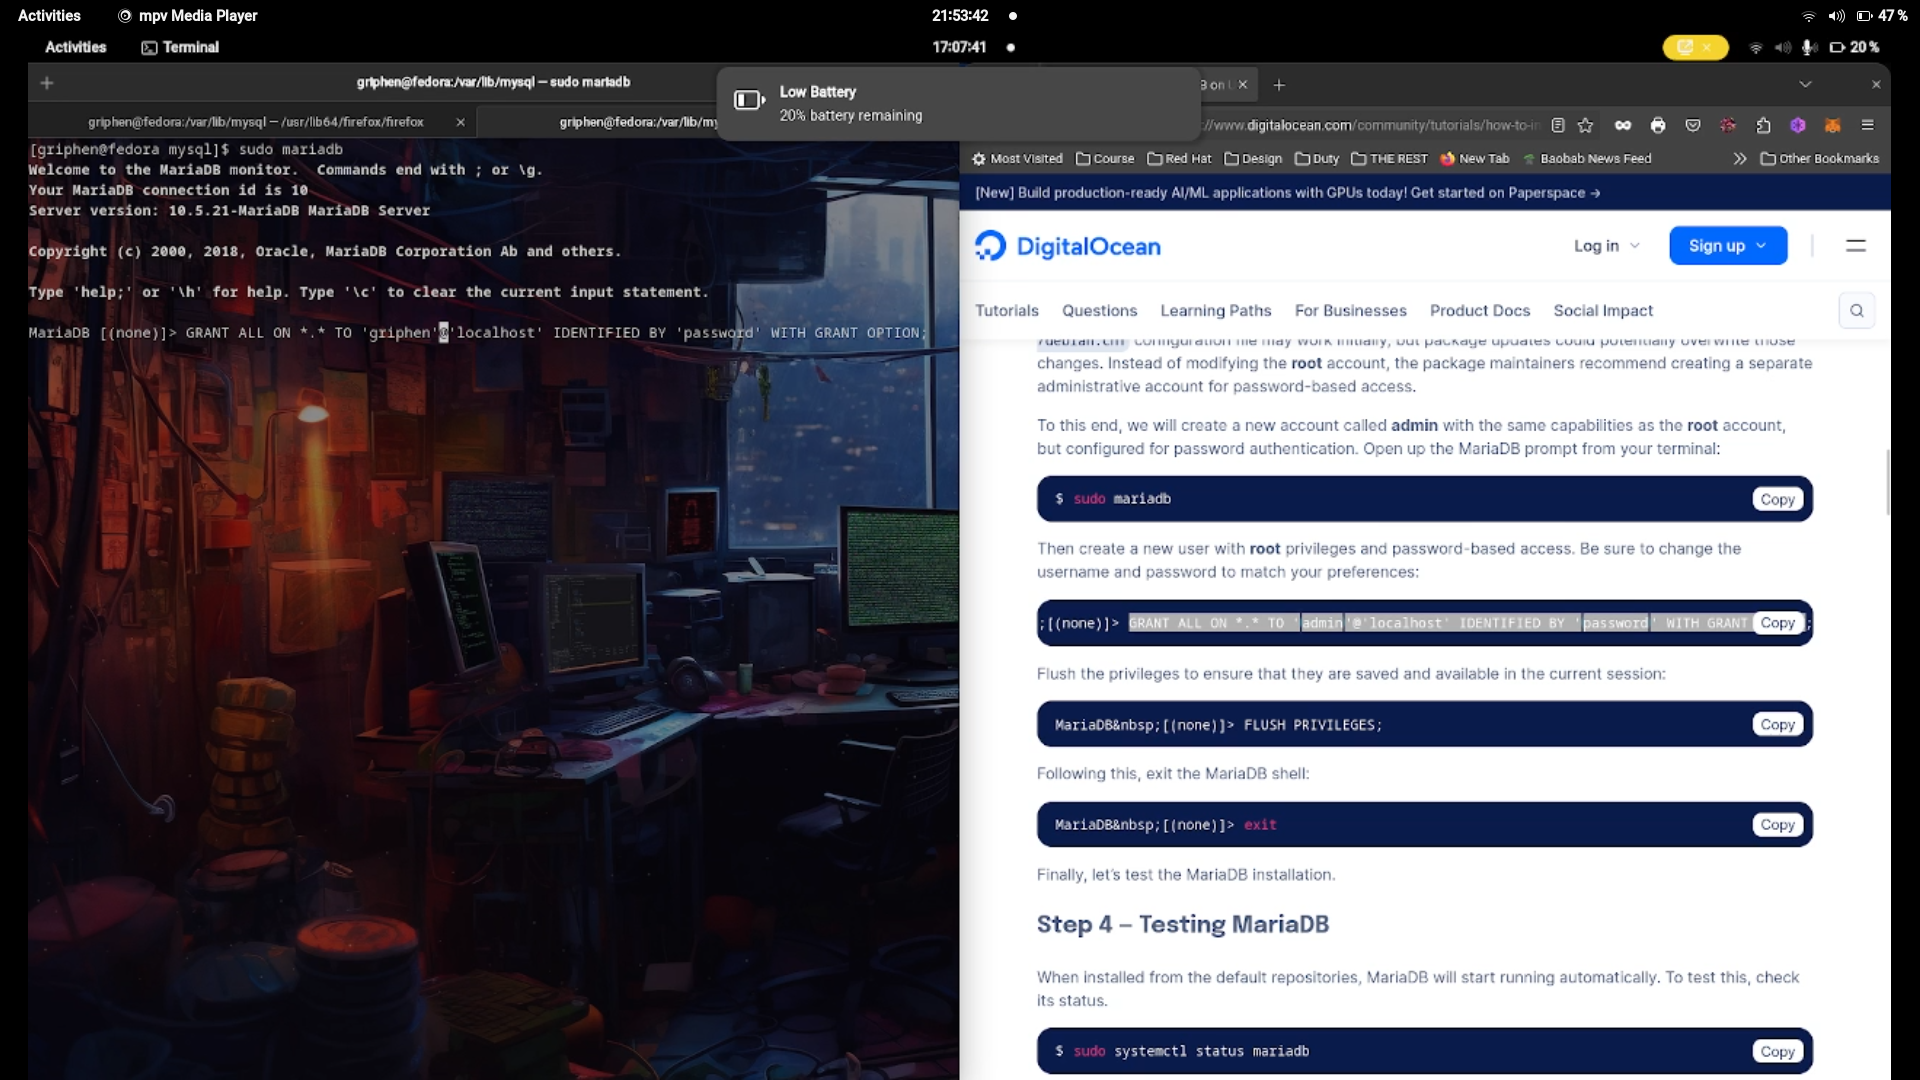 Activities
mpv Media Player
21:53:42
47 %
Activities
Terminal
17:07:41
20 %
griphen@fedora:/var/lib/mysql — sudo mariadb
griphen@fedora:/var/lib/mysql — /usr/lib64/firefox/firefox
griphen@fedora:/var/lib/my
Low Battery
20% battery remaining
[griphen@fedora mysql]$ sudo mariadb
Welcome to the MariaDB monitor.  Commands end with ; or \g.
Your MariaDB connection id is 10
Server version: 10.5.21-MariaDB MariaDB Server
Copyright (c) 2000, 2018, Oracle, MariaDB Corporation Ab and others.
Type 'help;' or '\h' for help. Type '\c' to clear the current input statement.
MariaDB [(none)]> GRANT ALL ON *.* TO 'griphen'@'localhost' IDENTIFIED BY 'password' WITH GRANT OPTION;
B on
//www.digitalocean.com/community/tutorials/how-to-in
Most Visited
Course
Red Hat
Design
Duty
THE REST
New Tab
Baobab News Feed
Other Bookmarks
[New] Build production-ready AI/ML applications with GPUs today! Get started on Paperspace →
DigitalOcean
Log in
Sign up
Tutorials
Questions
Learning Paths
For Businesses
Product Docs
Social Impact
/debian.cnf configuration file may work initially, but package updates could potentially overwrite those
changes. Instead of modifying the root account, the package maintainers recommend creating a separate
administrative account for password-based access.
To this end, we will create a new account called admin with the same capabilities as the root account,
but configured for password authentication. Open up the MariaDB prompt from your terminal:
$ sudo mariadb
Copy
Then create a new user with root privileges and password-based access. Be sure to change the
username and password to match your preferences:
;[(none)]> GRANT ALL ON *.* TO 'admin'@'localhost' IDENTIFIED BY 'password' WITH GRANT
Copy
;
Flush the privileges to ensure that they are saved and available in the current session:
MariaDB&nbsp;[(none)]> FLUSH PRIVILEGES;
Copy
Following this, exit the MariaDB shell:
MariaDB&nbsp;[(none)]> exit
Copy
Finally, let's test the MariaDB installation.
Step 4 – Testing MariaDB
When installed from the default repositories, MariaDB will start running automatically. To test this, check
its status.
$ sudo systemctl status mariadb
Copy